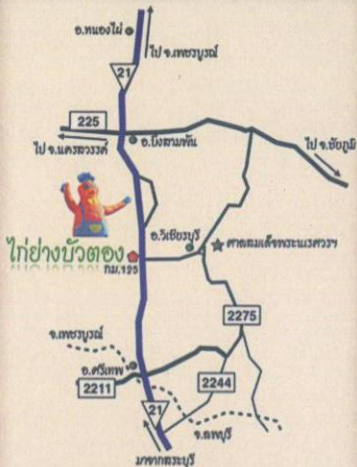 อ.หนองไผ่
ไป จ.เพชรบูรณ์
21
225
ไป จ.นครสวรรค์
อ.บึงสามพัน
ไป จ.ชัยภูมิ
อ.วิเชียรบุรี
ศาลสมเด็จพระนเรศวรฯ
ไก่ย่างบัวตอง
กม.125
2275
จ.เพชรบูรณ์
อ.ศรีเทพ
2211
2244
21
จ.ลพบุรี
มาจากสระบุรี